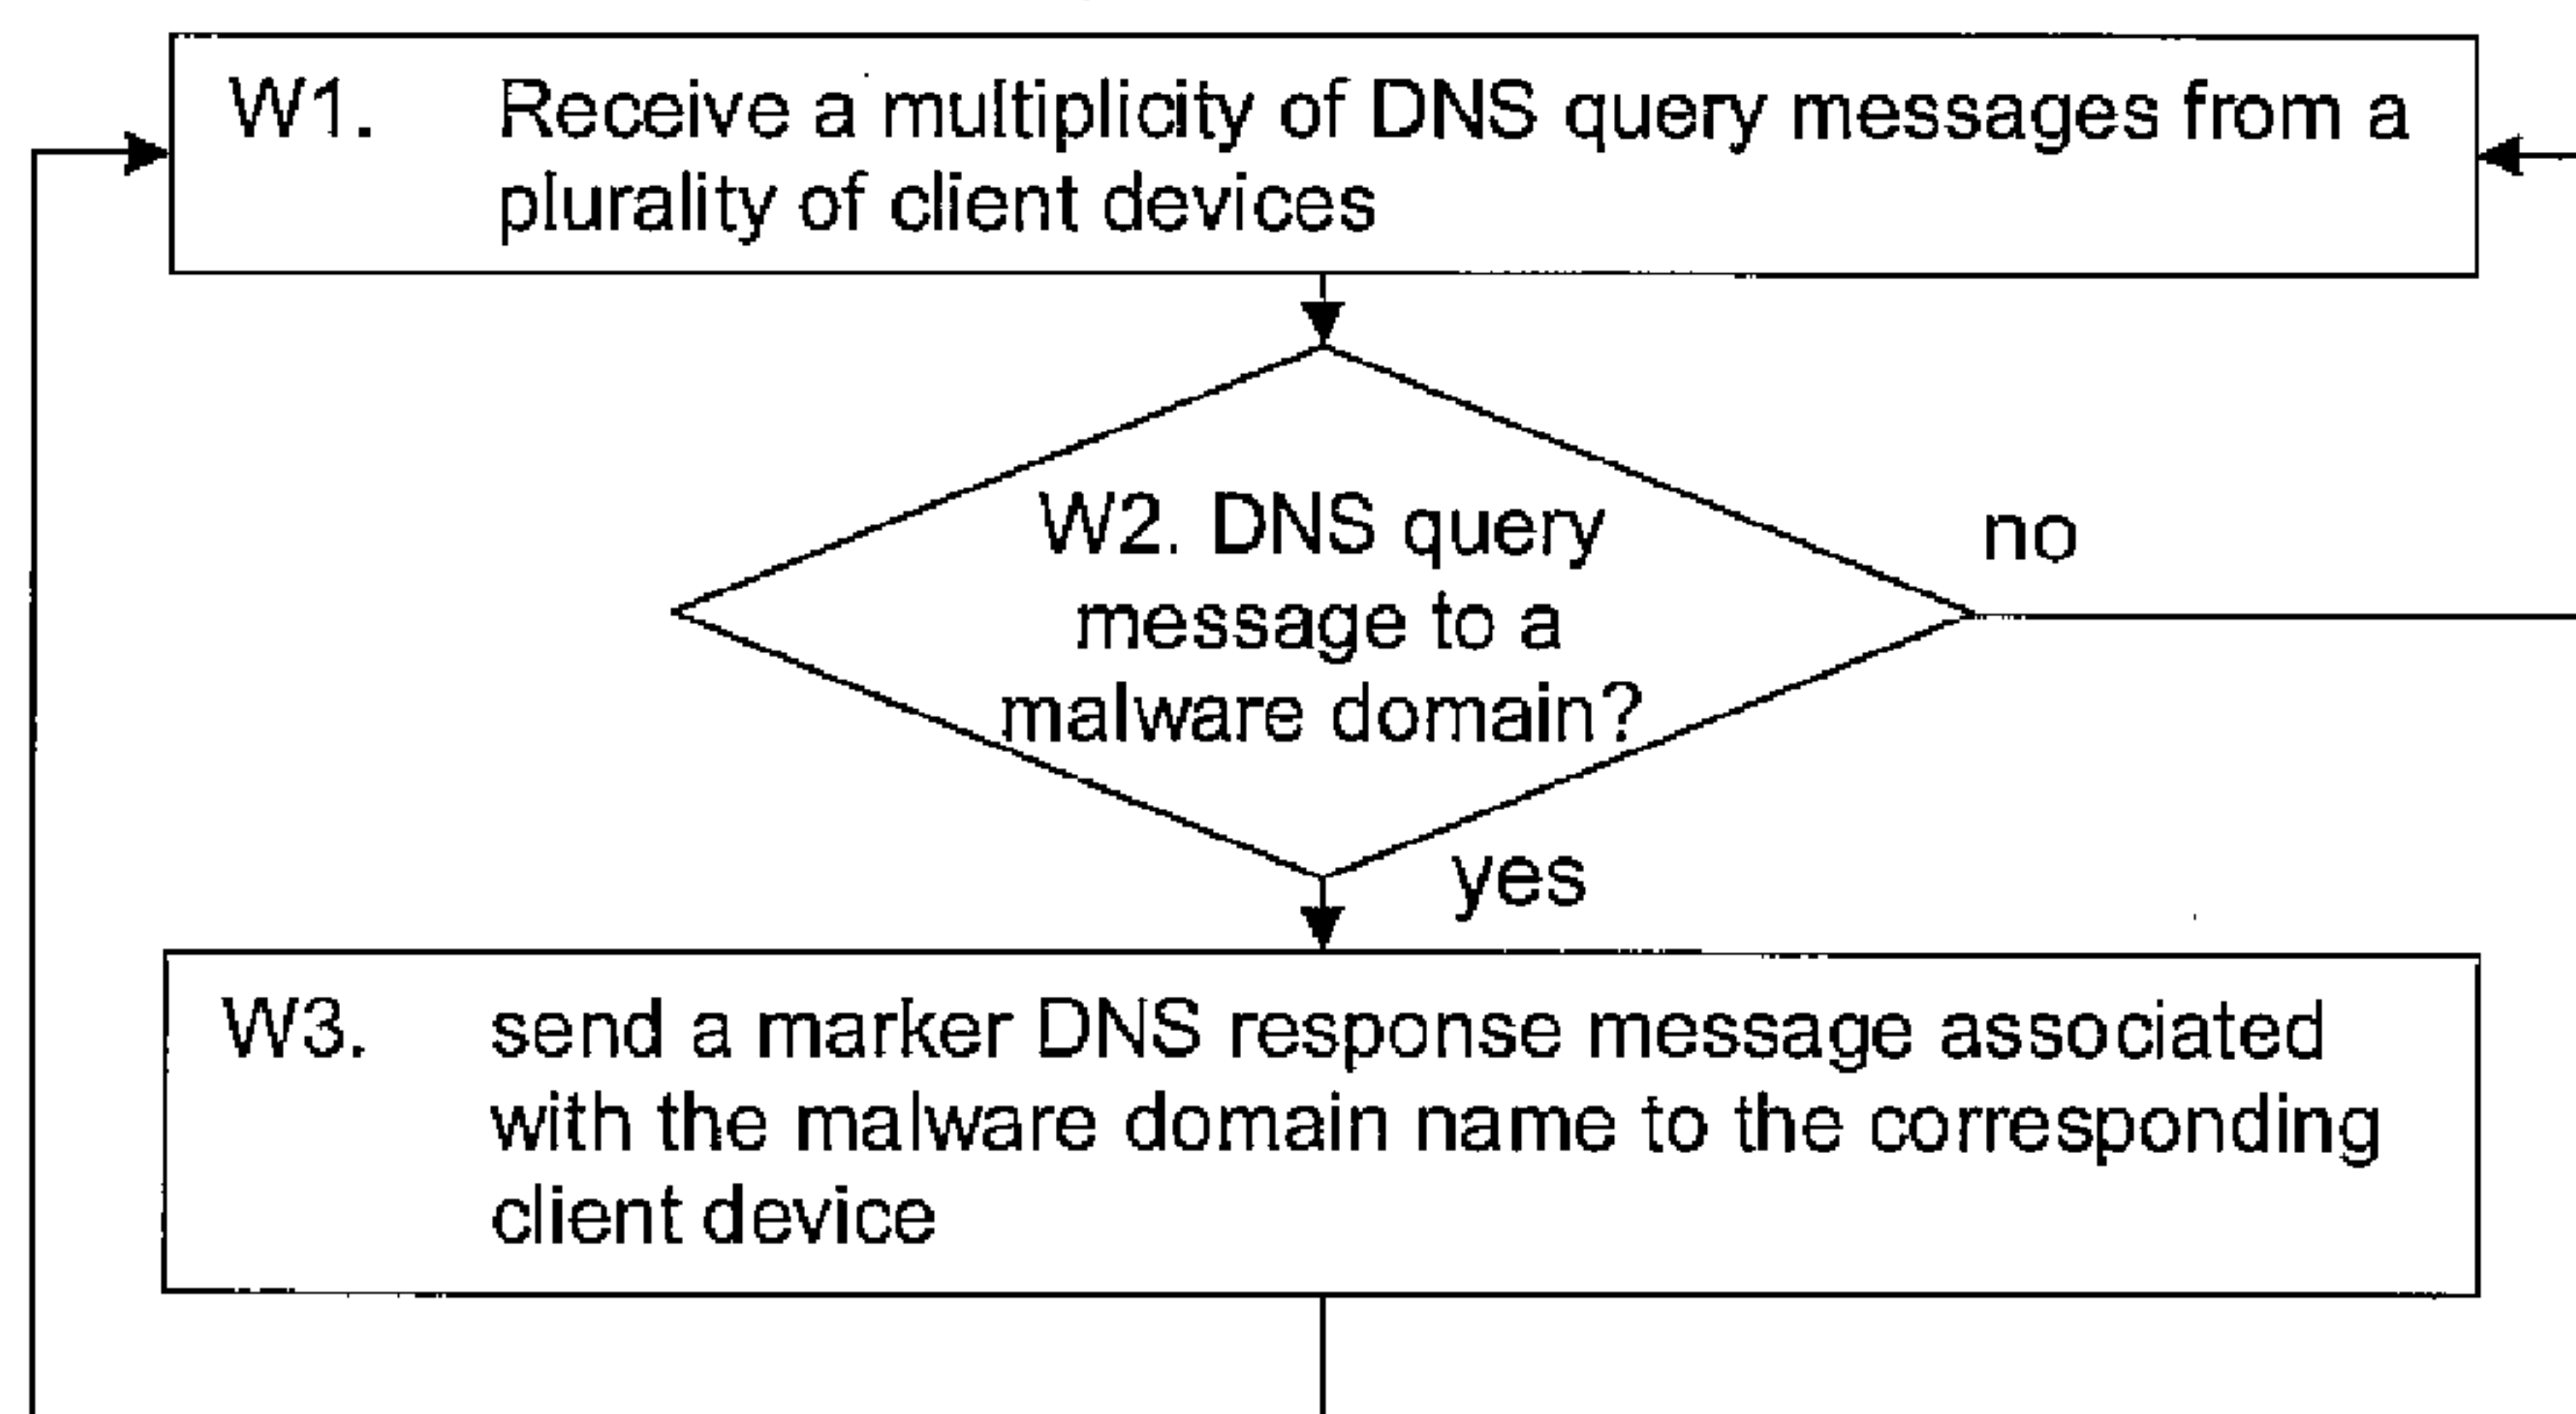 W1. Receive a multiplicity of DNS query messages from a
plurality of client devices
W2. DNS query
message to a
malware domain?
no
yes
W3. send a marker DNS response message associated
with the malware domain name to the corresponding
client device